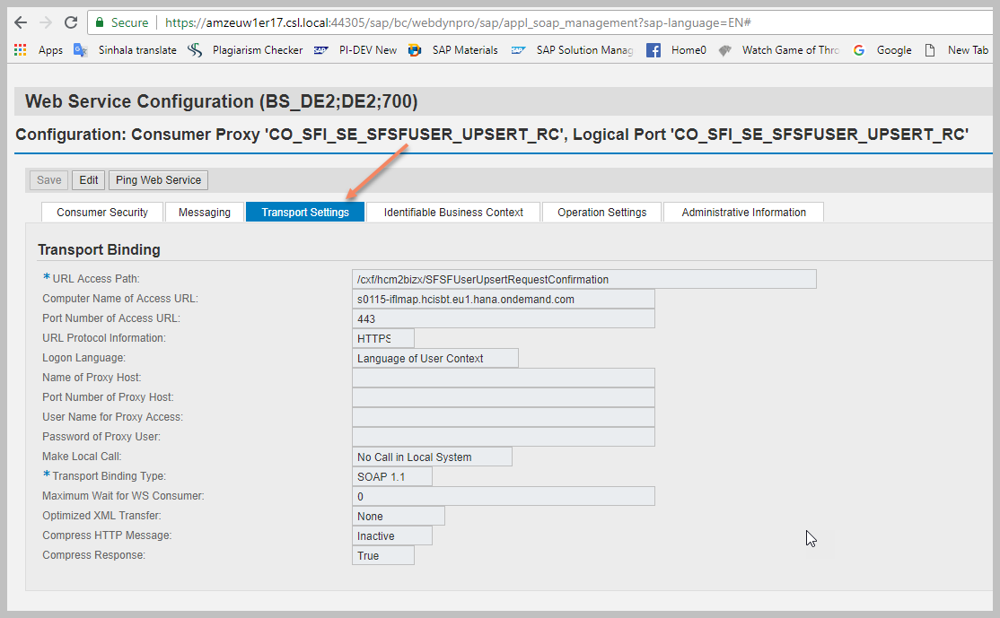 Secure https://amzeuw1er17.csl.local:44305/sap/bc/webdynpro/sap/appl_soap_management?sap-language=EN#
Apps Sinhala translate Plagiarism Checker SAP PI-DEV New SAP Materials SAP SAP Solution Manag Home0 Watch Game of Thro Google New Tab
Web Service Configuration (BS_DE2;DE2;700)
Configuration: Consumer Proxy 'CO_SFI_SE_SFSFUSER_UPSERT_RC', Logical Port 'CO_SFI_SE_SFSFUSER_UPSERT_RC'
Save Edit Ping Web Service
Consumer Security Messaging Transport Settings Identifiable Business Context Operation Settings Administrative Information
Transport Binding
* URL Access Path: /cxf/hcm2bizx/SFSFUserUpsertRequestConfirmation
Computer Name of Access URL: s0115-iflmap.hcisbt.eu1.hana.ondemand.com
Port Number of Access URL: 443
URL Protocol Information: HTTPS
Logon Language: Language of User Context
Name of Proxy Host:
Port Number of Proxy Host:
User Name for Proxy Access:
Password of Proxy User:
Make Local Call: No Call in Local System
* Transport Binding Type: SOAP 1.1
Maximum Wait for WS Consumer: 0
Optimized XML Transfer: None
Compress HTTP Message: Inactive
Compress Response: True